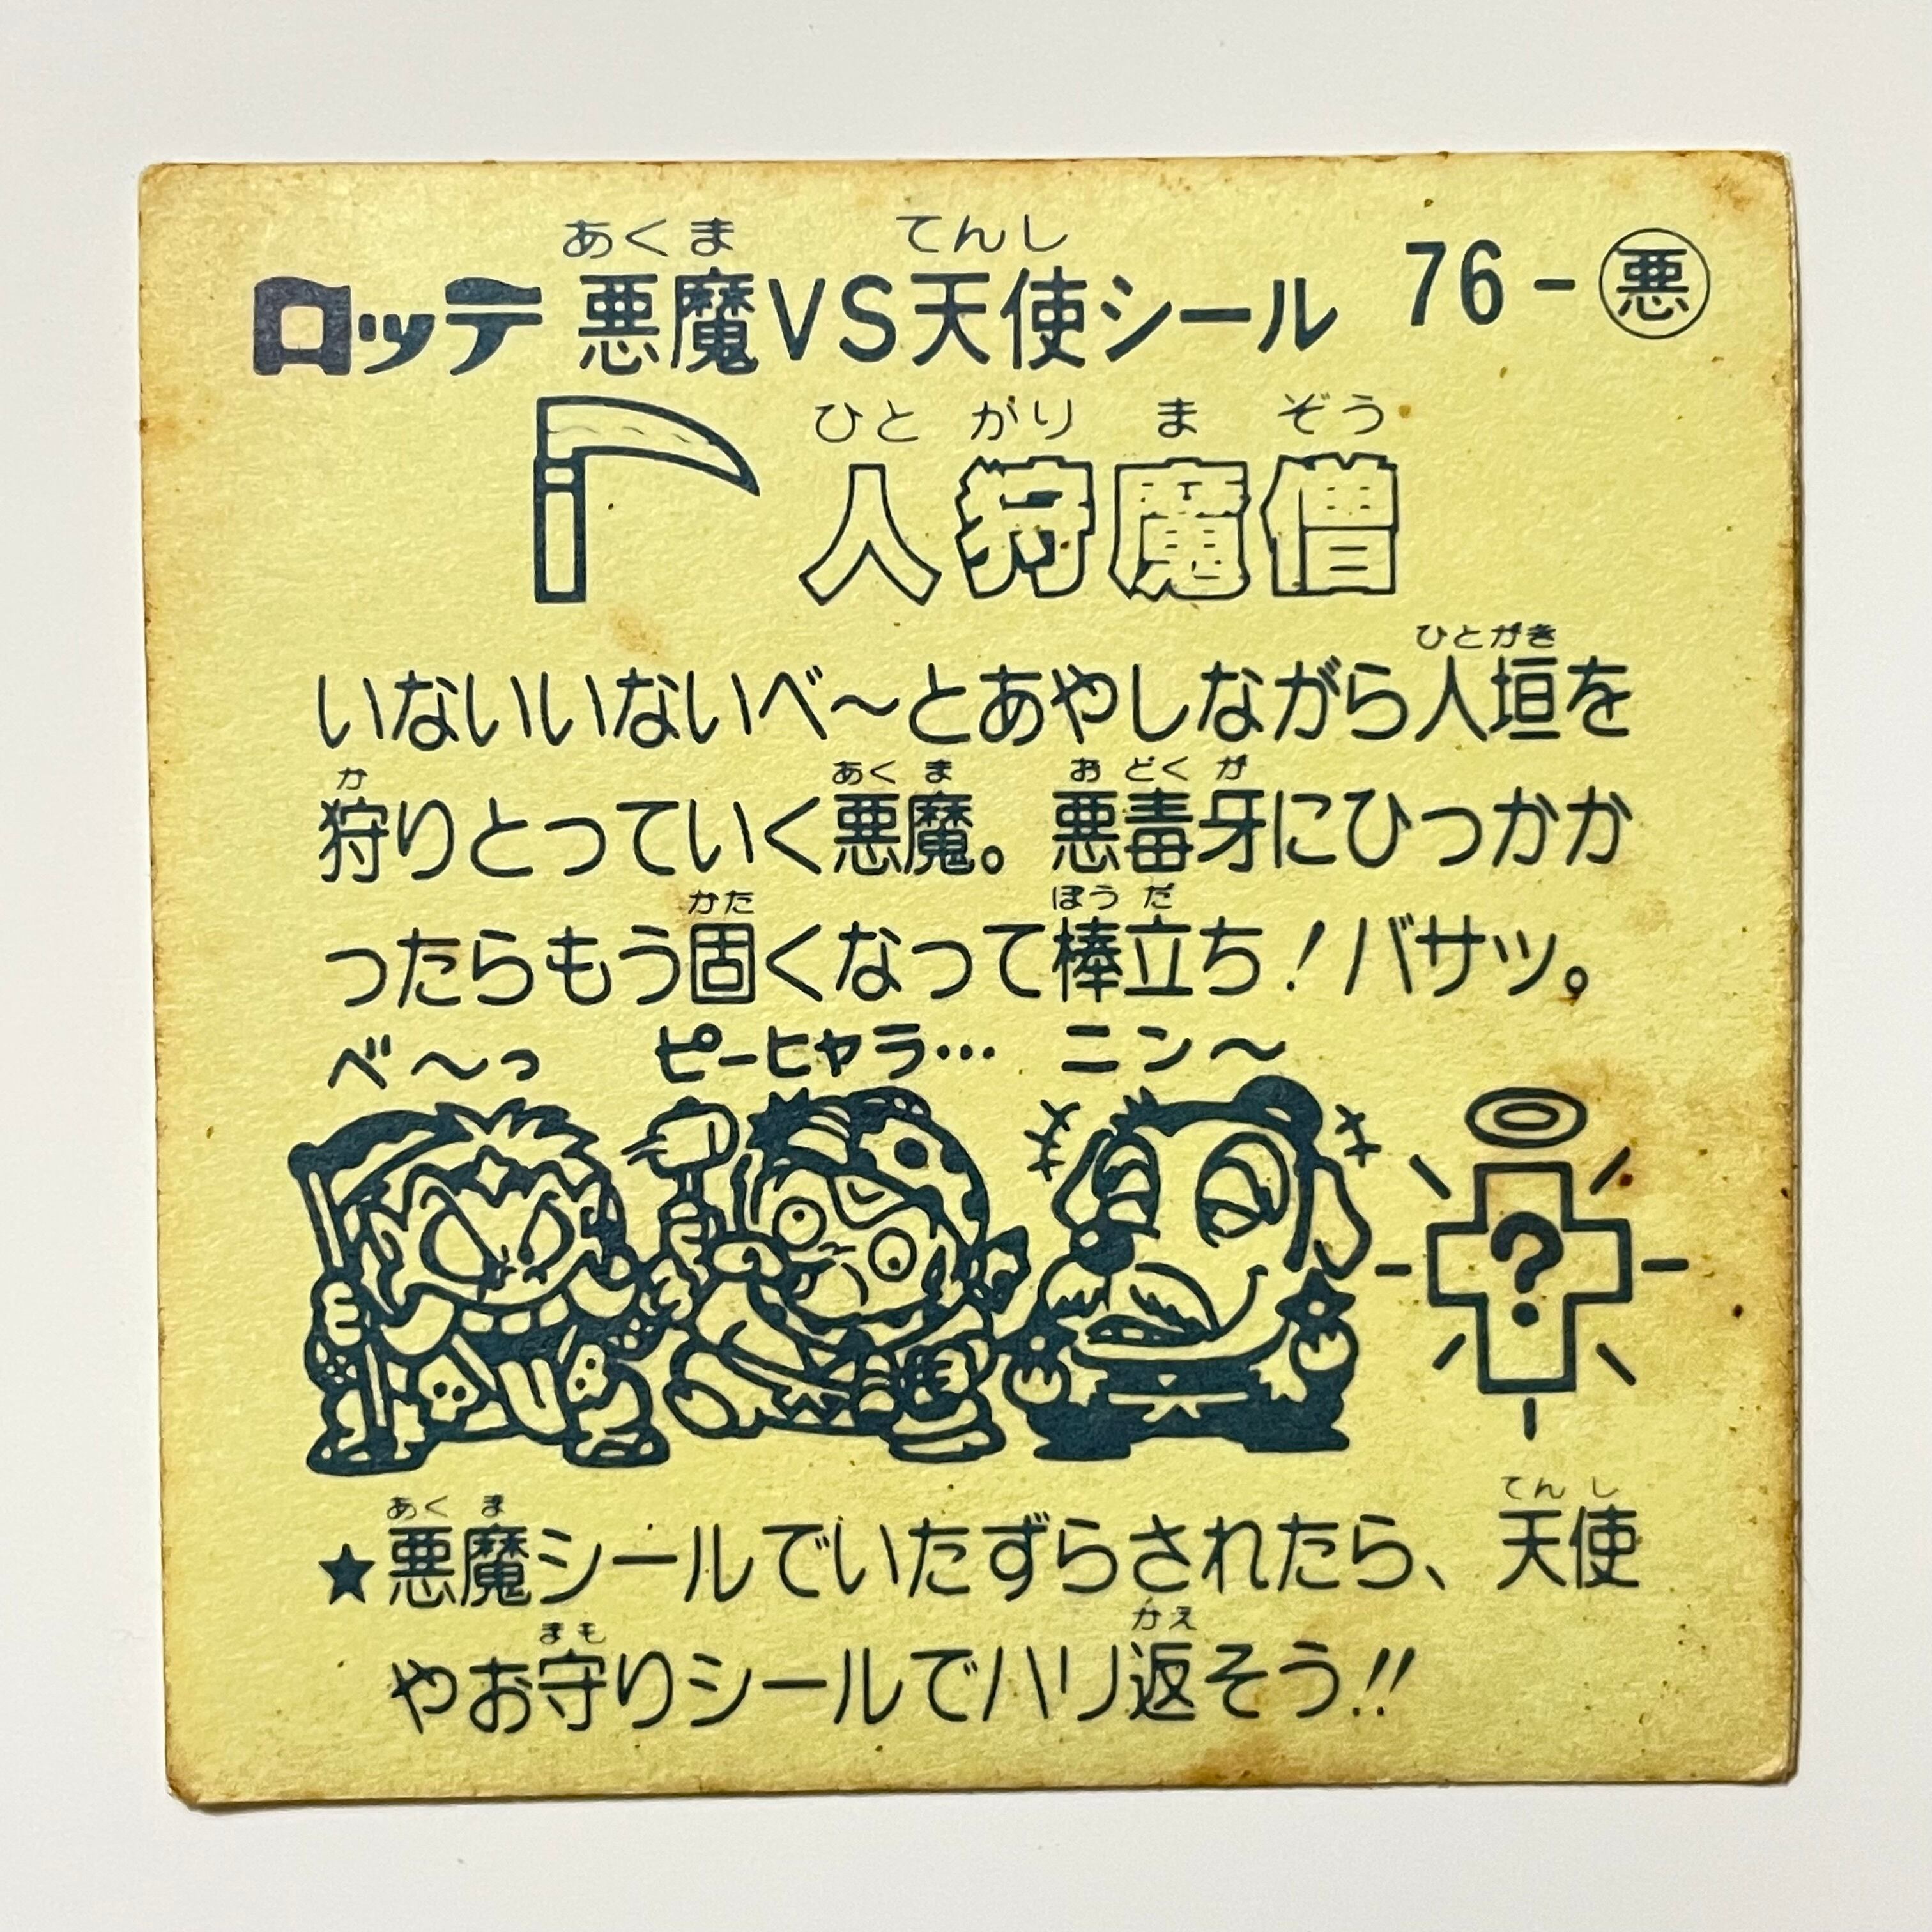 ロッテ 悪魔VS天使シール 76-悪
あくま てんし
人狩魔僧
ひとがりまぞう
いないいないベ〜とあやしながら人垣を
ひとがき
狩りとっていく悪魔。悪毒牙にひっかか
か あくま おどくが
ったらもう固くなって棒立ち!バサッ。
かた ぼうだ
ベ〜っ ピーヒャラ… ニン〜
?
★悪魔シールでいたずらされたら、天使
あくま てんし
やお守りシールでハリ返そう!!
まも かえ